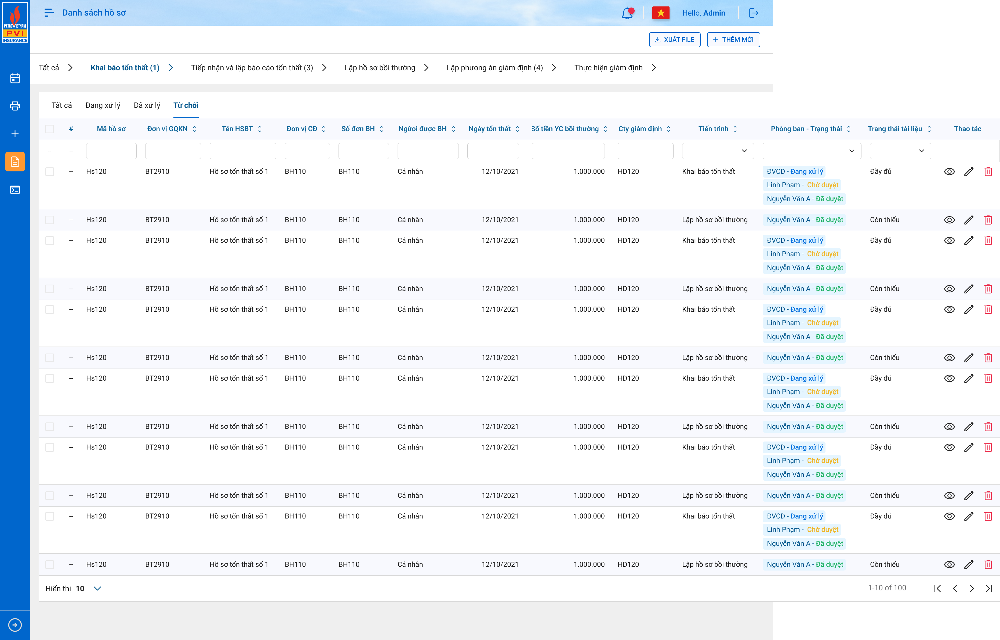 PETROVIETNAM
PVI
INSURANCE
Danh sách hồ sơ
Hello, Admin
XUẤT FILE
THÊM MỚI
Tất cả Khai báo tổn thất (1) Tiếp nhận và lập báo cáo tổn thất (3) Lập hồ sơ bồi thường Lập phương án giám định (4) Thực hiện giám định
Tất cả Đang xử lý Đã xử lý Từ chối
# Mã hồ sơ Đơn vị GQKN Tên HSBT Đơn vị CĐ Số đơn BH Người được BH Ngày tổn thất Số tiền YC bồi thường Cty giám định Tiến trình Phòng ban - Trạng thái Trạng thái tài liệu Thao tác
-- --
-- Hs120 BT2910 Hồ sơ tổn thất số 1 BH110 BH110 Cá nhân 12/10/2021 1.000.000 HD120 Khai báo tổn thất ĐVCD - Đang xử lý Đầy đủ
Linh Phạm - Chờ duyệt
Nguyễn Văn A - Đã duyệt
-- Hs120 BT2910 Hồ sơ tổn thất số 1 BH110 BH110 Cá nhân 12/10/2021 1.000.000 HD120 Lập hồ sơ bồi thường Nguyễn Văn A - Đã duyệt Còn thiếu
-- Hs120 BT2910 Hồ sơ tổn thất số 1 BH110 BH110 Cá nhân 12/10/2021 1.000.000 HD120 Khai báo tổn thất ĐVCD - Đang xử lý Đầy đủ
Linh Phạm - Chờ duyệt
Nguyễn Văn A - Đã duyệt
-- Hs120 BT2910 Hồ sơ tổn thất số 1 BH110 BH110 Cá nhân 12/10/2021 1.000.000 HD120 Lập hồ sơ bồi thường Nguyễn Văn A - Đã duyệt Còn thiếu
-- Hs120 BT2910 Hồ sơ tổn thất số 1 BH110 BH110 Cá nhân 12/10/2021 1.000.000 HD120 Khai báo tổn thất ĐVCD - Đang xử lý Đầy đủ
Linh Phạm - Chờ duyệt
Nguyễn Văn A - Đã duyệt
-- Hs120 BT2910 Hồ sơ tổn thất số 1 BH110 BH110 Cá nhân 12/10/2021 1.000.000 HD120 Lập hồ sơ bồi thường Nguyễn Văn A - Đã duyệt Còn thiếu
-- Hs120 BT2910 Hồ sơ tổn thất số 1 BH110 BH110 Cá nhân 12/10/2021 1.000.000 HD120 Khai báo tổn thất ĐVCD - Đang xử lý Đầy đủ
Linh Phạm - Chờ duyệt
Nguyễn Văn A - Đã duyệt
-- Hs120 BT2910 Hồ sơ tổn thất số 1 BH110 BH110 Cá nhân 12/10/2021 1.000.000 HD120 Lập hồ sơ bồi thường Nguyễn Văn A - Đã duyệt Còn thiếu
-- Hs120 BT2910 Hồ sơ tổn thất số 1 BH110 BH110 Cá nhân 12/10/2021 1.000.000 HD120 Khai báo tổn thất ĐVCD - Đang xử lý Đầy đủ
Linh Phạm - Chờ duyệt
Nguyễn Văn A - Đã duyệt
-- Hs120 BT2910 Hồ sơ tổn thất số 1 BH110 BH110 Cá nhân 12/10/2021 1.000.000 HD120 Lập hồ sơ bồi thường Nguyễn Văn A - Đã duyệt Còn thiếu
-- Hs120 BT2910 Hồ sơ tổn thất số 1 BH110 BH110 Cá nhân 12/10/2021 1.000.000 HD120 Khai báo tổn thất ĐVCD - Đang xử lý Đầy đủ
Linh Phạm - Chờ duyệt
Nguyễn Văn A - Đã duyệt
-- Hs120 BT2910 Hồ sơ tổn thất số 1 BH110 BH110 Cá nhân 12/10/2021 1.000.000 HD120 Lập hồ sơ bồi thường Nguyễn Văn A - Đã duyệt Còn thiếu
Hiển thị 10
1-10 of 100